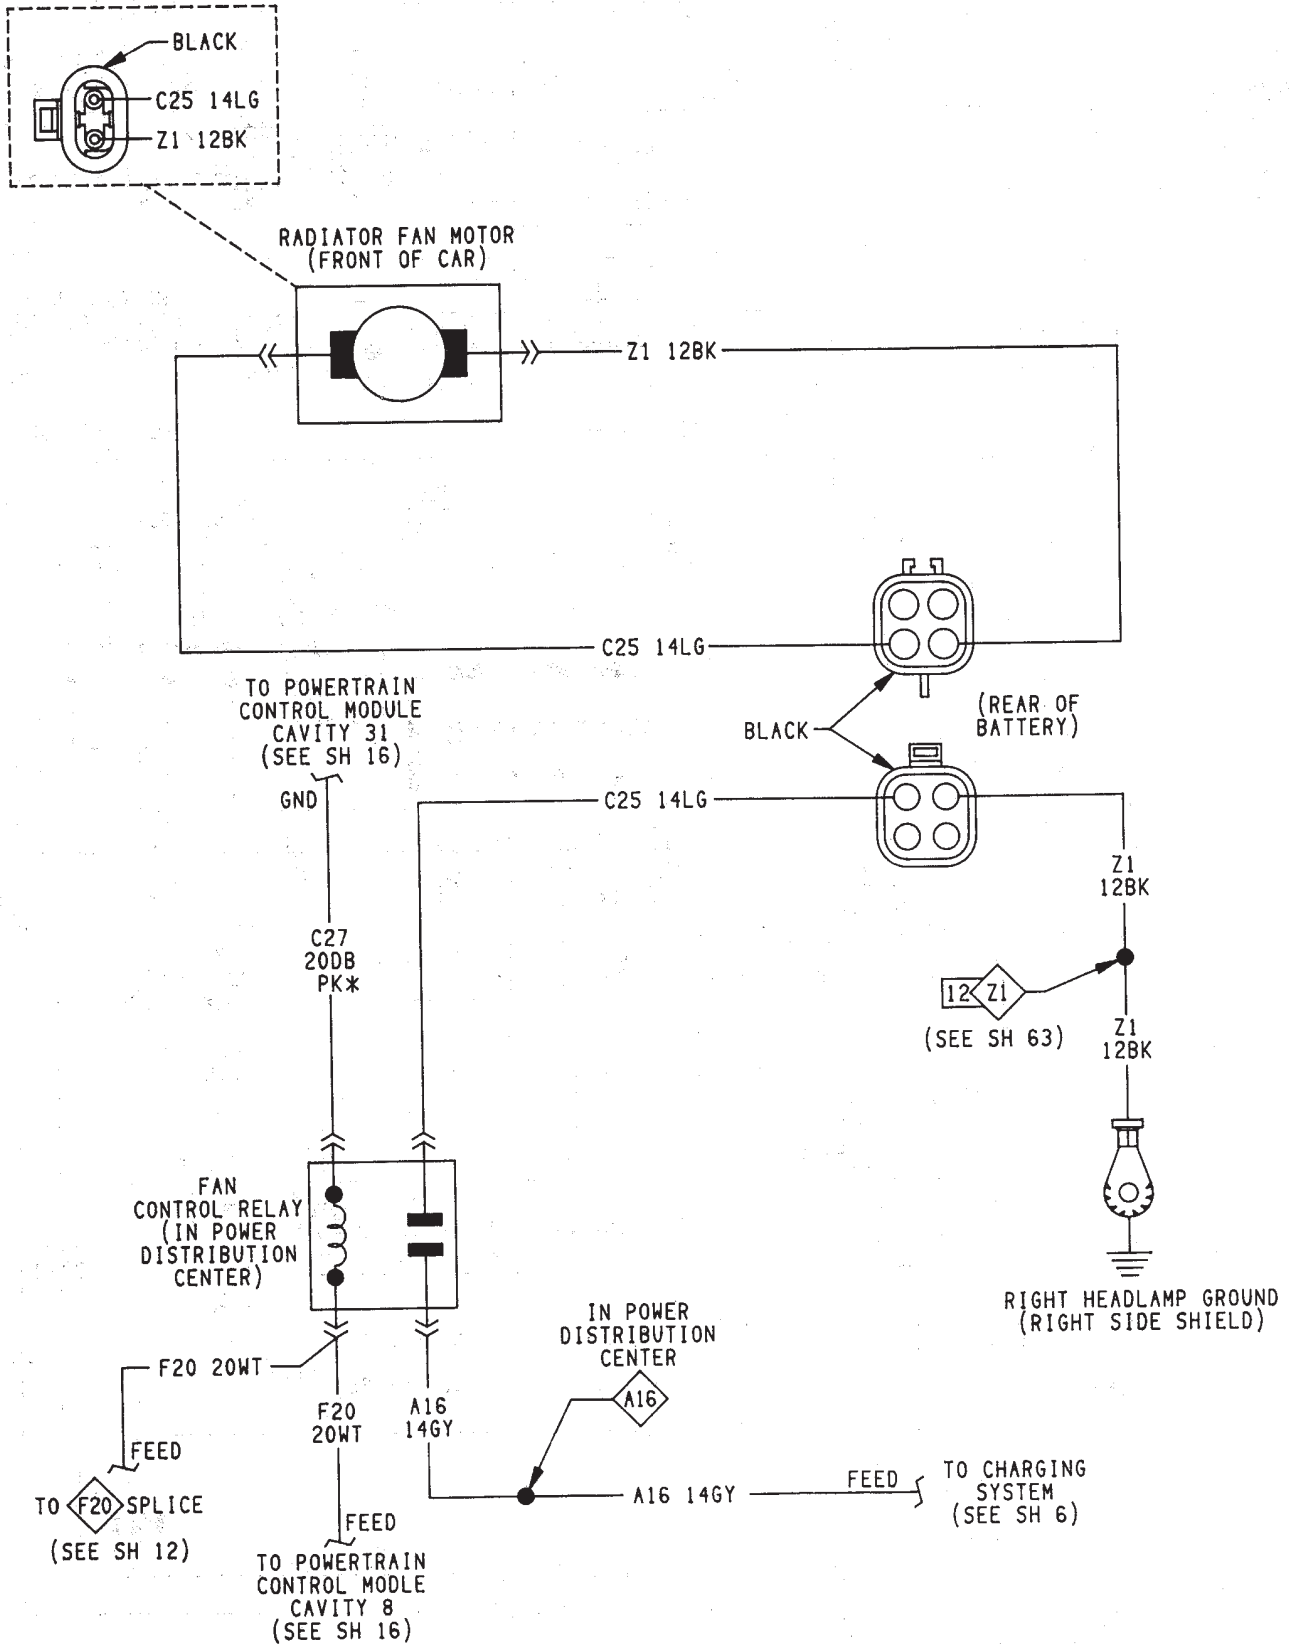 BLACK
C25 14LG
Z1 12BK
RADIATOR FAN MOTOR
(FRONT OF CAR)
Z1 12BK
C25 14LG
TO POWERTRAIN
CONTROL MODULE
CAVITY 31
(SEE SH 16)
GND
(REAR OF
BATTERY)
BLACK
C25 14LG
Z1
12BK
C27
20DB
PK*
12 Z1
(SEE SH 63)
Z1
12BK
FAN
CONTROL RELAY
(IN POWER
DISTRIBUTION
CENTER)
RIGHT HEADLAMP GROUND
(RIGHT SIDE SHIELD)
IN POWER
DISTRIBUTION
CENTER
A16
F20 20WT
F20
20WT
A16
14GY
FEED
TO F20 SPLICE
(SEE SH 12)
A16 14GY
FEED
TO CHARGING
SYSTEM
(SEE SH 6)
FEED
TO POWERTRAIN
CONTROL MODLE
CAVITY 8
(SEE SH 16)